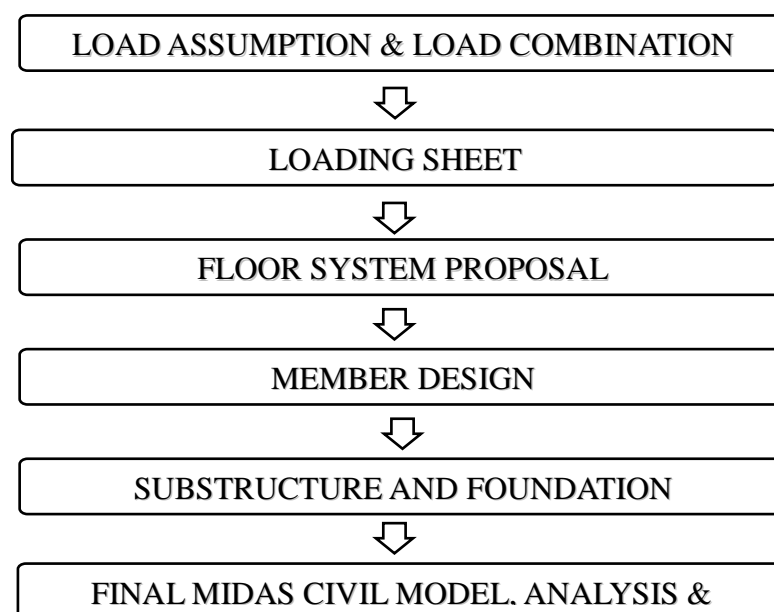 LOAD ASSUMPTION & LOAD COMBINATION
LOADING SHEET
FLOOR SYSTEM PROPOSAL
MEMBER DESIGN
SUBSTRUCTURE AND FOUNDATION
FINAL MIDAS CIVIL MODEL, ANALYSIS &